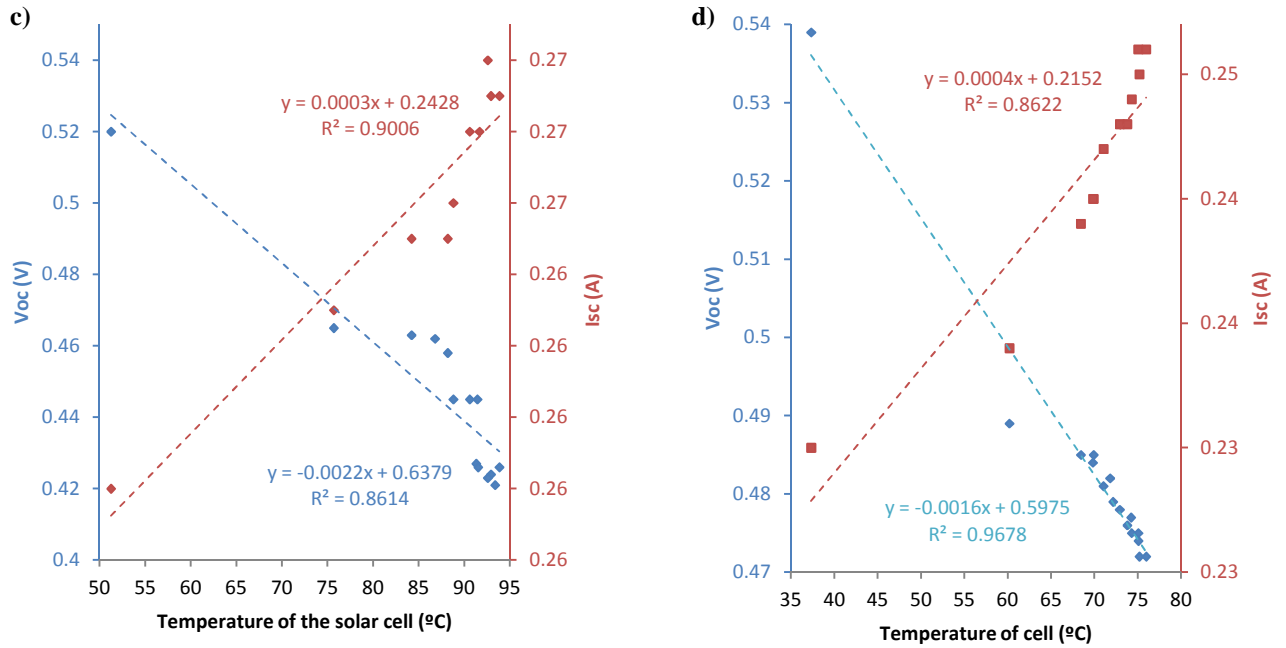 c)
0.54
0.52
0.5
0.48
0.46
0.44
0.42
0.4
Voc (V)
y = 0.0003x + 0.2428
R² = 0.9006
y = -0.0022x + 0.6379
R² = 0.8614
0.27
0.27
0.27
0.26
0.26
0.26
0.26
0.26
Isc (A)
50 55 60 65 70 75 80 85 90 95
Temperature of the solar cell (ºC)
d)
0.54
0.53
0.52
0.51
0.5
0.49
0.48
0.47
Voc (V)
y = 0.0004x + 0.2152
R² = 0.8622
y = -0.0016x + 0.5975
R² = 0.9678
0.25
0.24
0.24
0.23
0.23
Isc (A)
35 40 45 50 55 60 65 70 75 80
Temperature of cell (ºC)